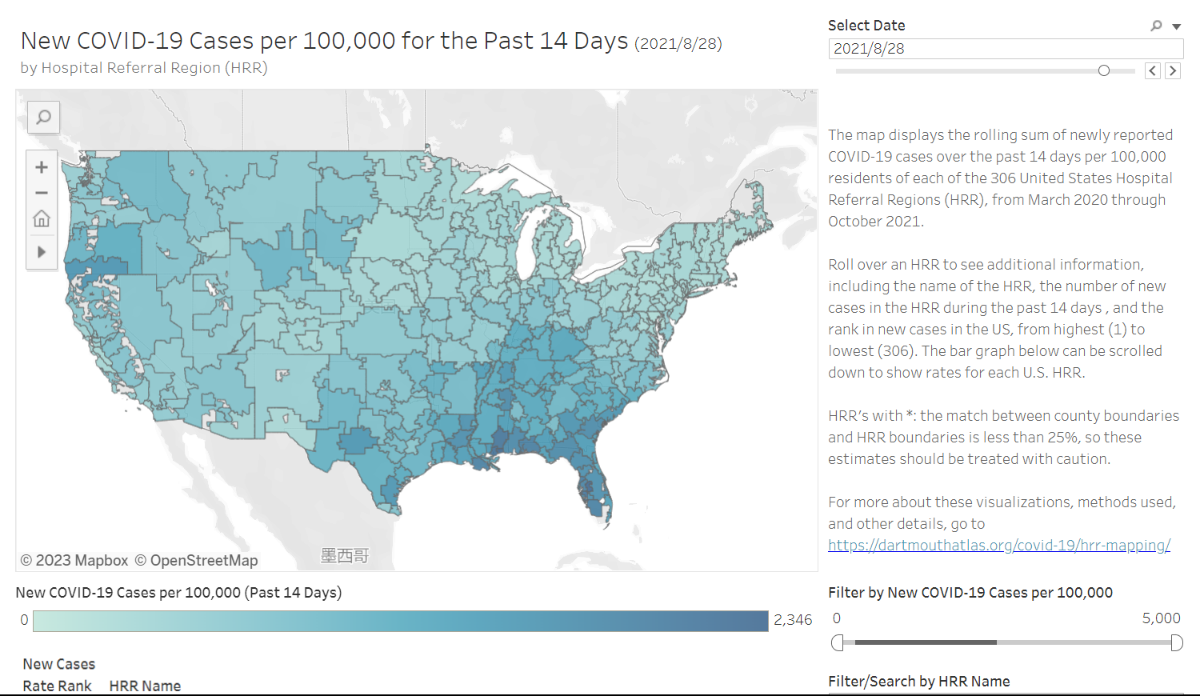 New COVID-19 Cases per 100,000 for the Past 14 Days (2021/8/28)
by Hospital Referral Region (HRR)
© 2023 Mapbox © OpenStreetMap
墨西哥
New COVID-19 Cases per 100,000 (Past 14 Days)
0
2,346
New Cases
Rate Rank HRR Name
Select Date
2021/8/28
The map displays the rolling sum of newly reported
COVID-19 cases over the past 14 days per 100,000
residents of each of the 306 United States Hospital
Referral Regions (HRR), from March 2020 through
October 2021.
Roll over an HRR to see additional information,
including the name of the HRR, the number of new
cases in the HRR during the past 14 days , and the
rank in new cases in the US, from highest (1) to
lowest (306). The bar graph below can be scrolled
down to show rates for each U.S. HRR.
HRR's with *: the match between county boundaries
and HRR boundaries is less than 25%, so these
estimates should be treated with caution.
For more about these visualizations, methods used,
and other details, go to
https://dartmouthatlas.org/covid-19/hrr-mapping/
Filter by New COVID-19 Cases per 100,000
0
5,000
Filter/Search by HRR Name